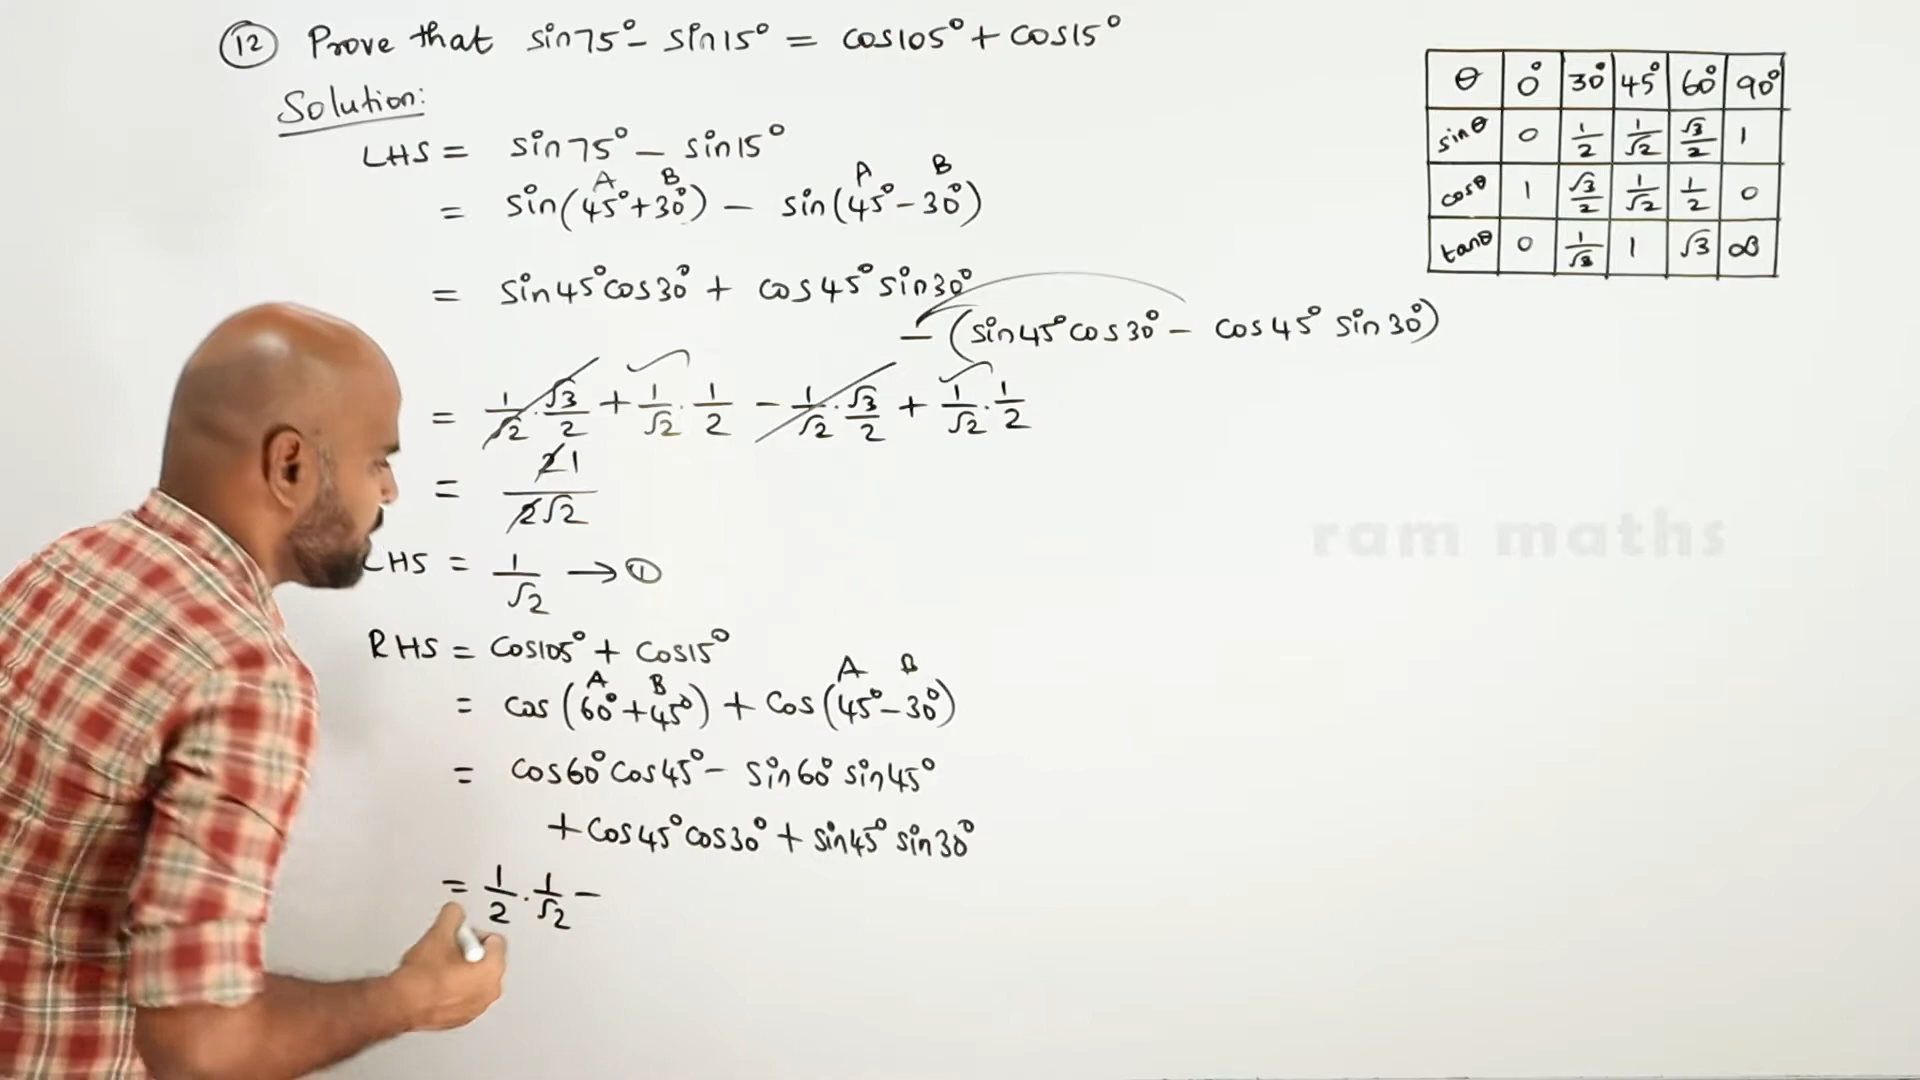 (12) Prove that sin75° - sin15° = cos105° + cos15°
Solution:
LHS = sin75° - sin15°
A B A B
= sin(45°+30°) - sin(45°-30°)
= sin45°cos30° + cos45°sin30°
- (sin45°cos30° - cos45° sin30°)
= 1/√2 · √3/2 + 1/√2 · 1/2 - 1/√2 · √3/2 + 1/√2 · 1/2
= 2 1 / 2√2
LHS = 1/√2 → ①
RHS = cos105° + cos15°
A B A B
= cos(60°+45°) + cos(45°-30°)
= cos60°cos45° - sin60° sin45°
+ cos45°cos30° + sin45° sin30°
= 1/2 · 1/√2 -
θ 0° 30° 45° 60° 90°
sinθ 0 1/2 1/√2 √3/2 1
cosθ 1 √3/2 1/√2 1/2 0
tanθ 0 1/√3 1 √3 ∞
ram maths